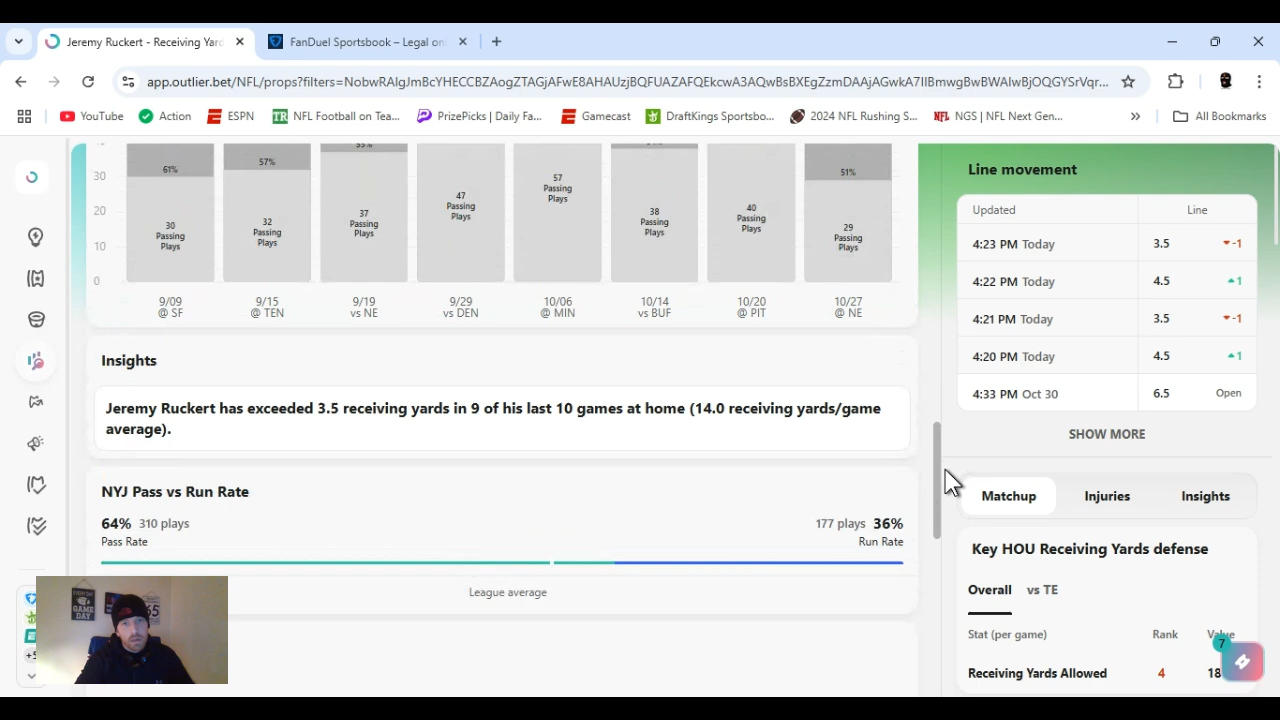 Jeremy Ruckert - Receiving Yard
FanDuel Sportsbook – Legal on
app.outlier.bet/NFL/props?filters=NobwRAIgJmBcYHECCBZAogZTAGjAFwE8AHAUzjBQFUAZAFQEkcwA3AQwBsBXEgZzmDAAjAGwkA7IIBmwgBwBWAIwBjOQGYSrVqr...
YouTube
Action
ESPN
NFL Football on Tea...
PrizePicks | Daily Fa...
Gamecast
DraftKings Sportsbo...
2024 NFL Rushing S...
NGS | NFL Next Gen...
All Bookmarks
30
20
10
0
61%
30
Passing
Plays
57%
32
Passing
Plays
37
Passing
Plays
47
Passing
Plays
57
Passing
Plays
38
Passing
Plays
40
Passing
Plays
51%
29
Passing
Plays
9/09
@ SF
9/15
@ TEN
9/19
vs NE
9/29
vs DEN
10/06
@ MIN
10/14
vs BUF
10/20
@ PIT
10/27
@ NE
Insights
Jeremy Ruckert has exceeded 3.5 receiving yards in 9 of his last 10 games at home (14.0 receiving yards/game
average).
NYJ Pass vs Run Rate
64% 310 plays
177 plays 36%
Pass Rate
Run Rate
League average
Line movement
Updated Line
4:23 PM Today 3.5 -1
4:22 PM Today 4.5 1
4:21 PM Today 3.5 -1
4:20 PM Today 4.5 1
4:33 PM Oct 30 6.5 Open
SHOW MORE
Matchup Injuries Insights
Key HOU Receiving Yards defense
Overall vs TE
Stat (per game) Rank
7
Receiving Yards Allowed 4 18
EVERY DAY
GAME
DAY